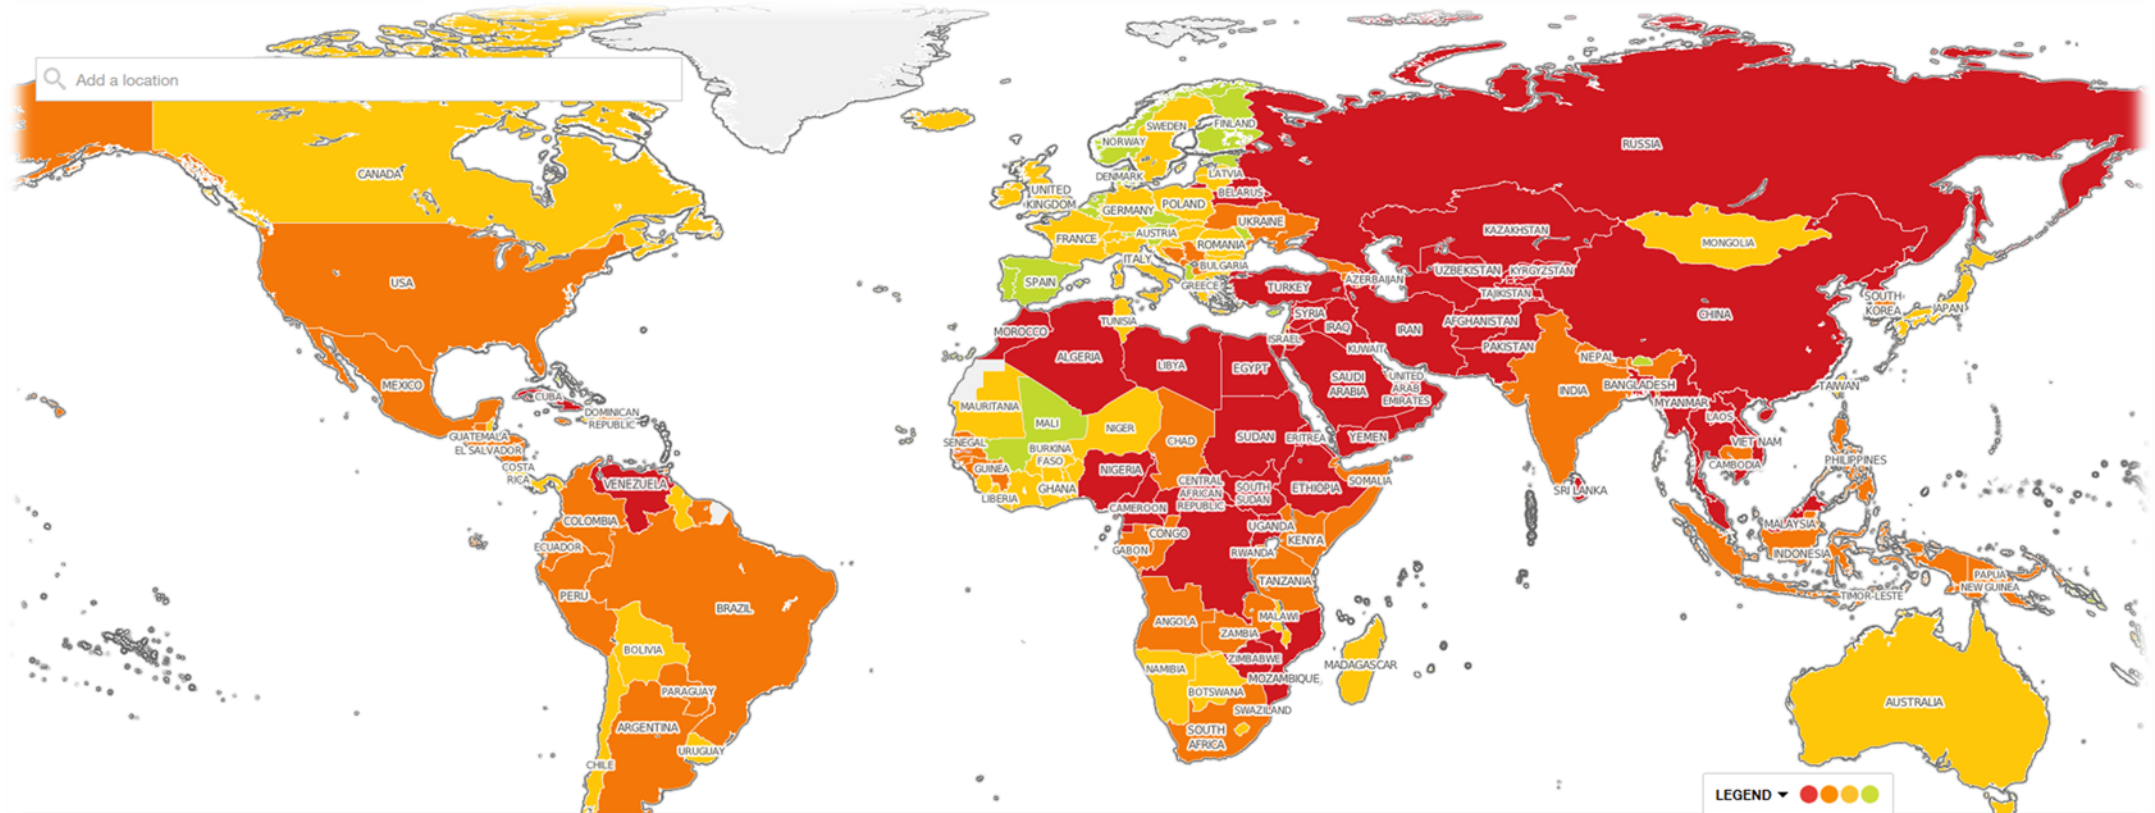 Add a location
CANADA
USA
MEXICO
CUBA
DOMINICAN
REPUBLIC
GUATEMALA
EL SALVADOR
COSTA
RICA
VENEZUELA
COLOMBIA
ECUADOR
PERU
BRAZIL
BOLIVIA
PARAGUAY
ARGENTINA
URUGUAY
CHILE
SWEDEN
FINLAND
NORWAY
DENMARK
LATVIA
BELARUS
UNITED
KINGDOM
GERMANY
POLAND
UKRAINE
FRANCE
AUSTRIA
ROMANIA
ITALY
BULGARIA
SPAIN
GREECE
TURKEY
AZERBAIJAN
RUSSIA
KAZAKHSTAN
MONGOLIA
UZBEKISTAN
KYRGYZSTAN
TAJIKISTAN
AFGHANISTAN
PAKISTAN
CHINA
SOUTH
KOREA
JAPAN
SYRIA
IRAQ
IRAN
ISRAEL
KUWAIT
SAUDI
ARABIA
UNITED
ARAB
EMIRATES
YEMEN
NEPAL
INDIA
BANGLADESH
MYANMAR
LAOS
TAIWAN
VIET NAM
CAMBODIA
PHILIPPINES
SRI LANKA
MALAYSIA
INDONESIA
PAPUA
NEW GUINEA
TIMOR-LESTE
AUSTRALIA
MOROCCO
TUNISIA
ALGERIA
LIBYA
EGYPT
MAURITANIA
MALI
NIGER
CHAD
SUDAN
ERITREA
SENEGAL
BURKINA
FASO
GUINEA
LIBERIA
GHANA
NIGERIA
CENTRAL
AFRICAN
REPUBLIC
SOUTH
SUDAN
ETHIOPIA
SOMALIA
CAMEROON
CONGO
GABON
UGANDA
KENYA
RWANDA
TANZANIA
ANGOLA
MALAWI
ZAMBIA
ZIMBABWE
MOZAMBIQUE
MADAGASCAR
NAMIBIA
BOTSWANA
SWAZILAND
SOUTH
AFRICA
LEGEND